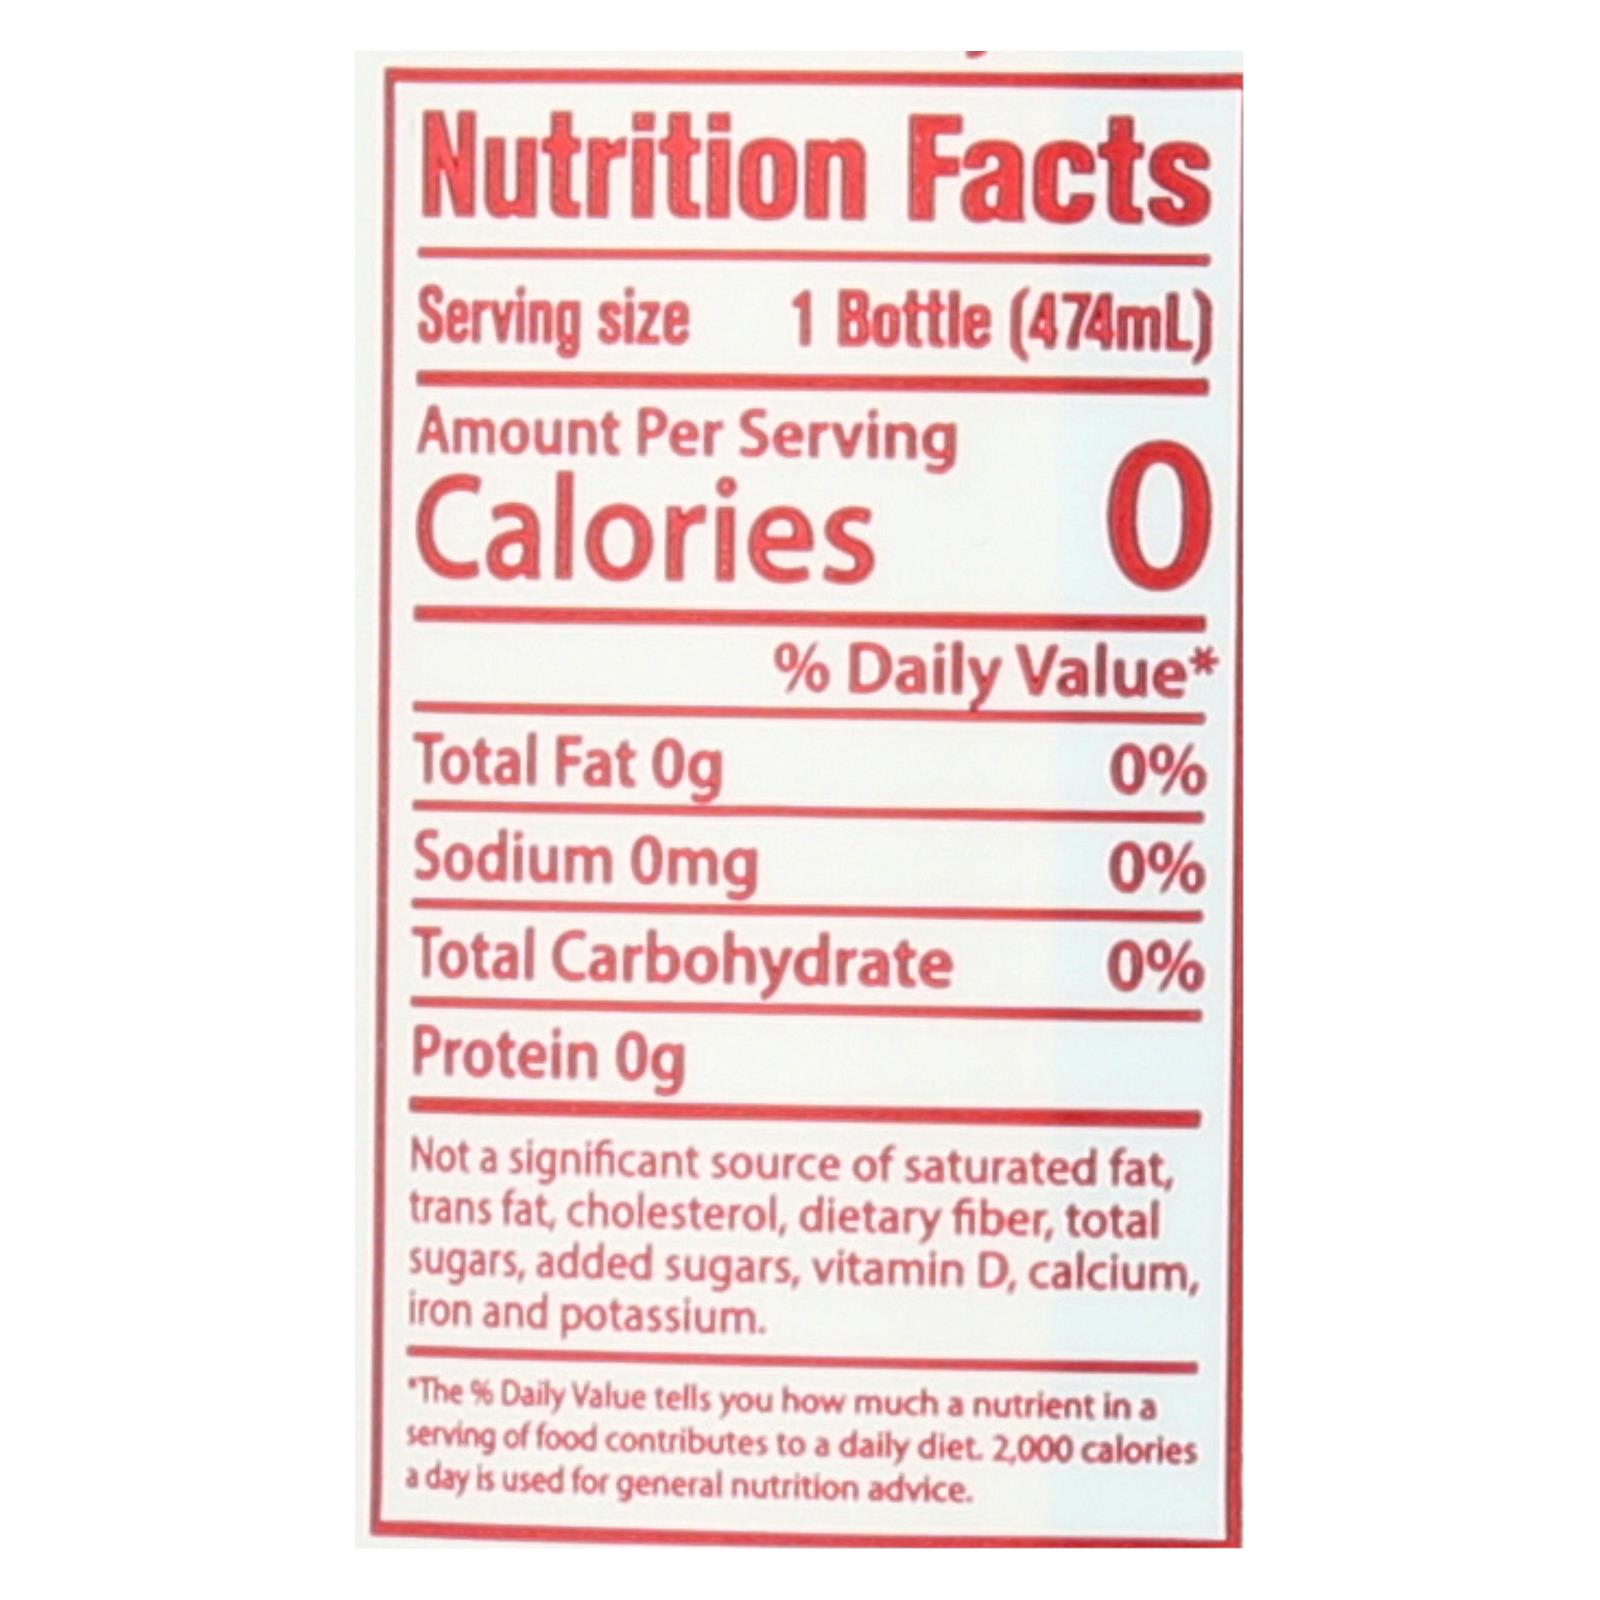 Nutrition Facts
Serving size 1 Bottle (474mL)
Amount Per Serving
Calories 0
% Daily Value*
Total Fat 0g 0%
Sodium 0mg 0%
Total Carbohydrate 0%
Protein 0g
Not a significant source of saturated fat,
trans fat, cholesterol, dietary fiber, total
sugars, added sugars, vitamin D, calcium,
iron and potassium.
*The % Daily Value tells you how much a nutrient in a
serving of food contributes to a daily diet. 2,000 calories
a day is used for general nutrition advice.